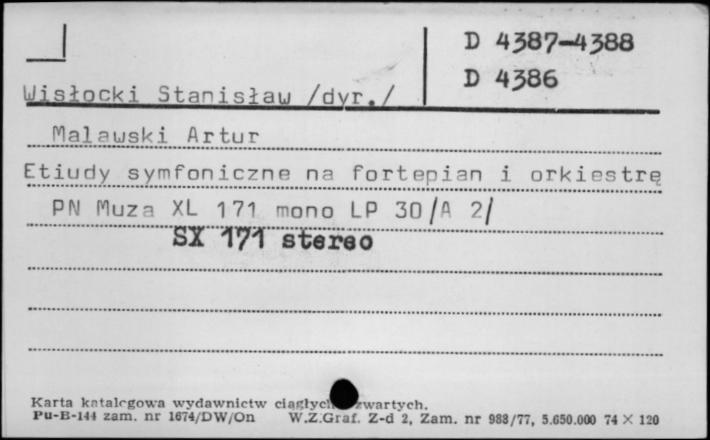 D 4387-4388
D 4386
Wisłocki Stanisław /dyr./
Malawski Artur
Etiudy symfoniczne na fortepian i orkiestrę
PN Muza XL 171 mono LP 30/A 2/
SX 171 stereo
Karta katalogowa wydawnictw ciągłych zwartych.
Pu-B-144 zam. nr 1674/DW/On W.Z.Graf. Z-d 2, Zam. nr 988/77, 5.650.000 74 × 120